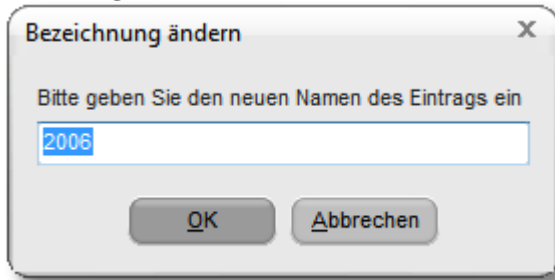 Bezeichnung ändern
Bitte geben Sie den neuen Namen des Eintrags ein
2006
OK Abbrechen